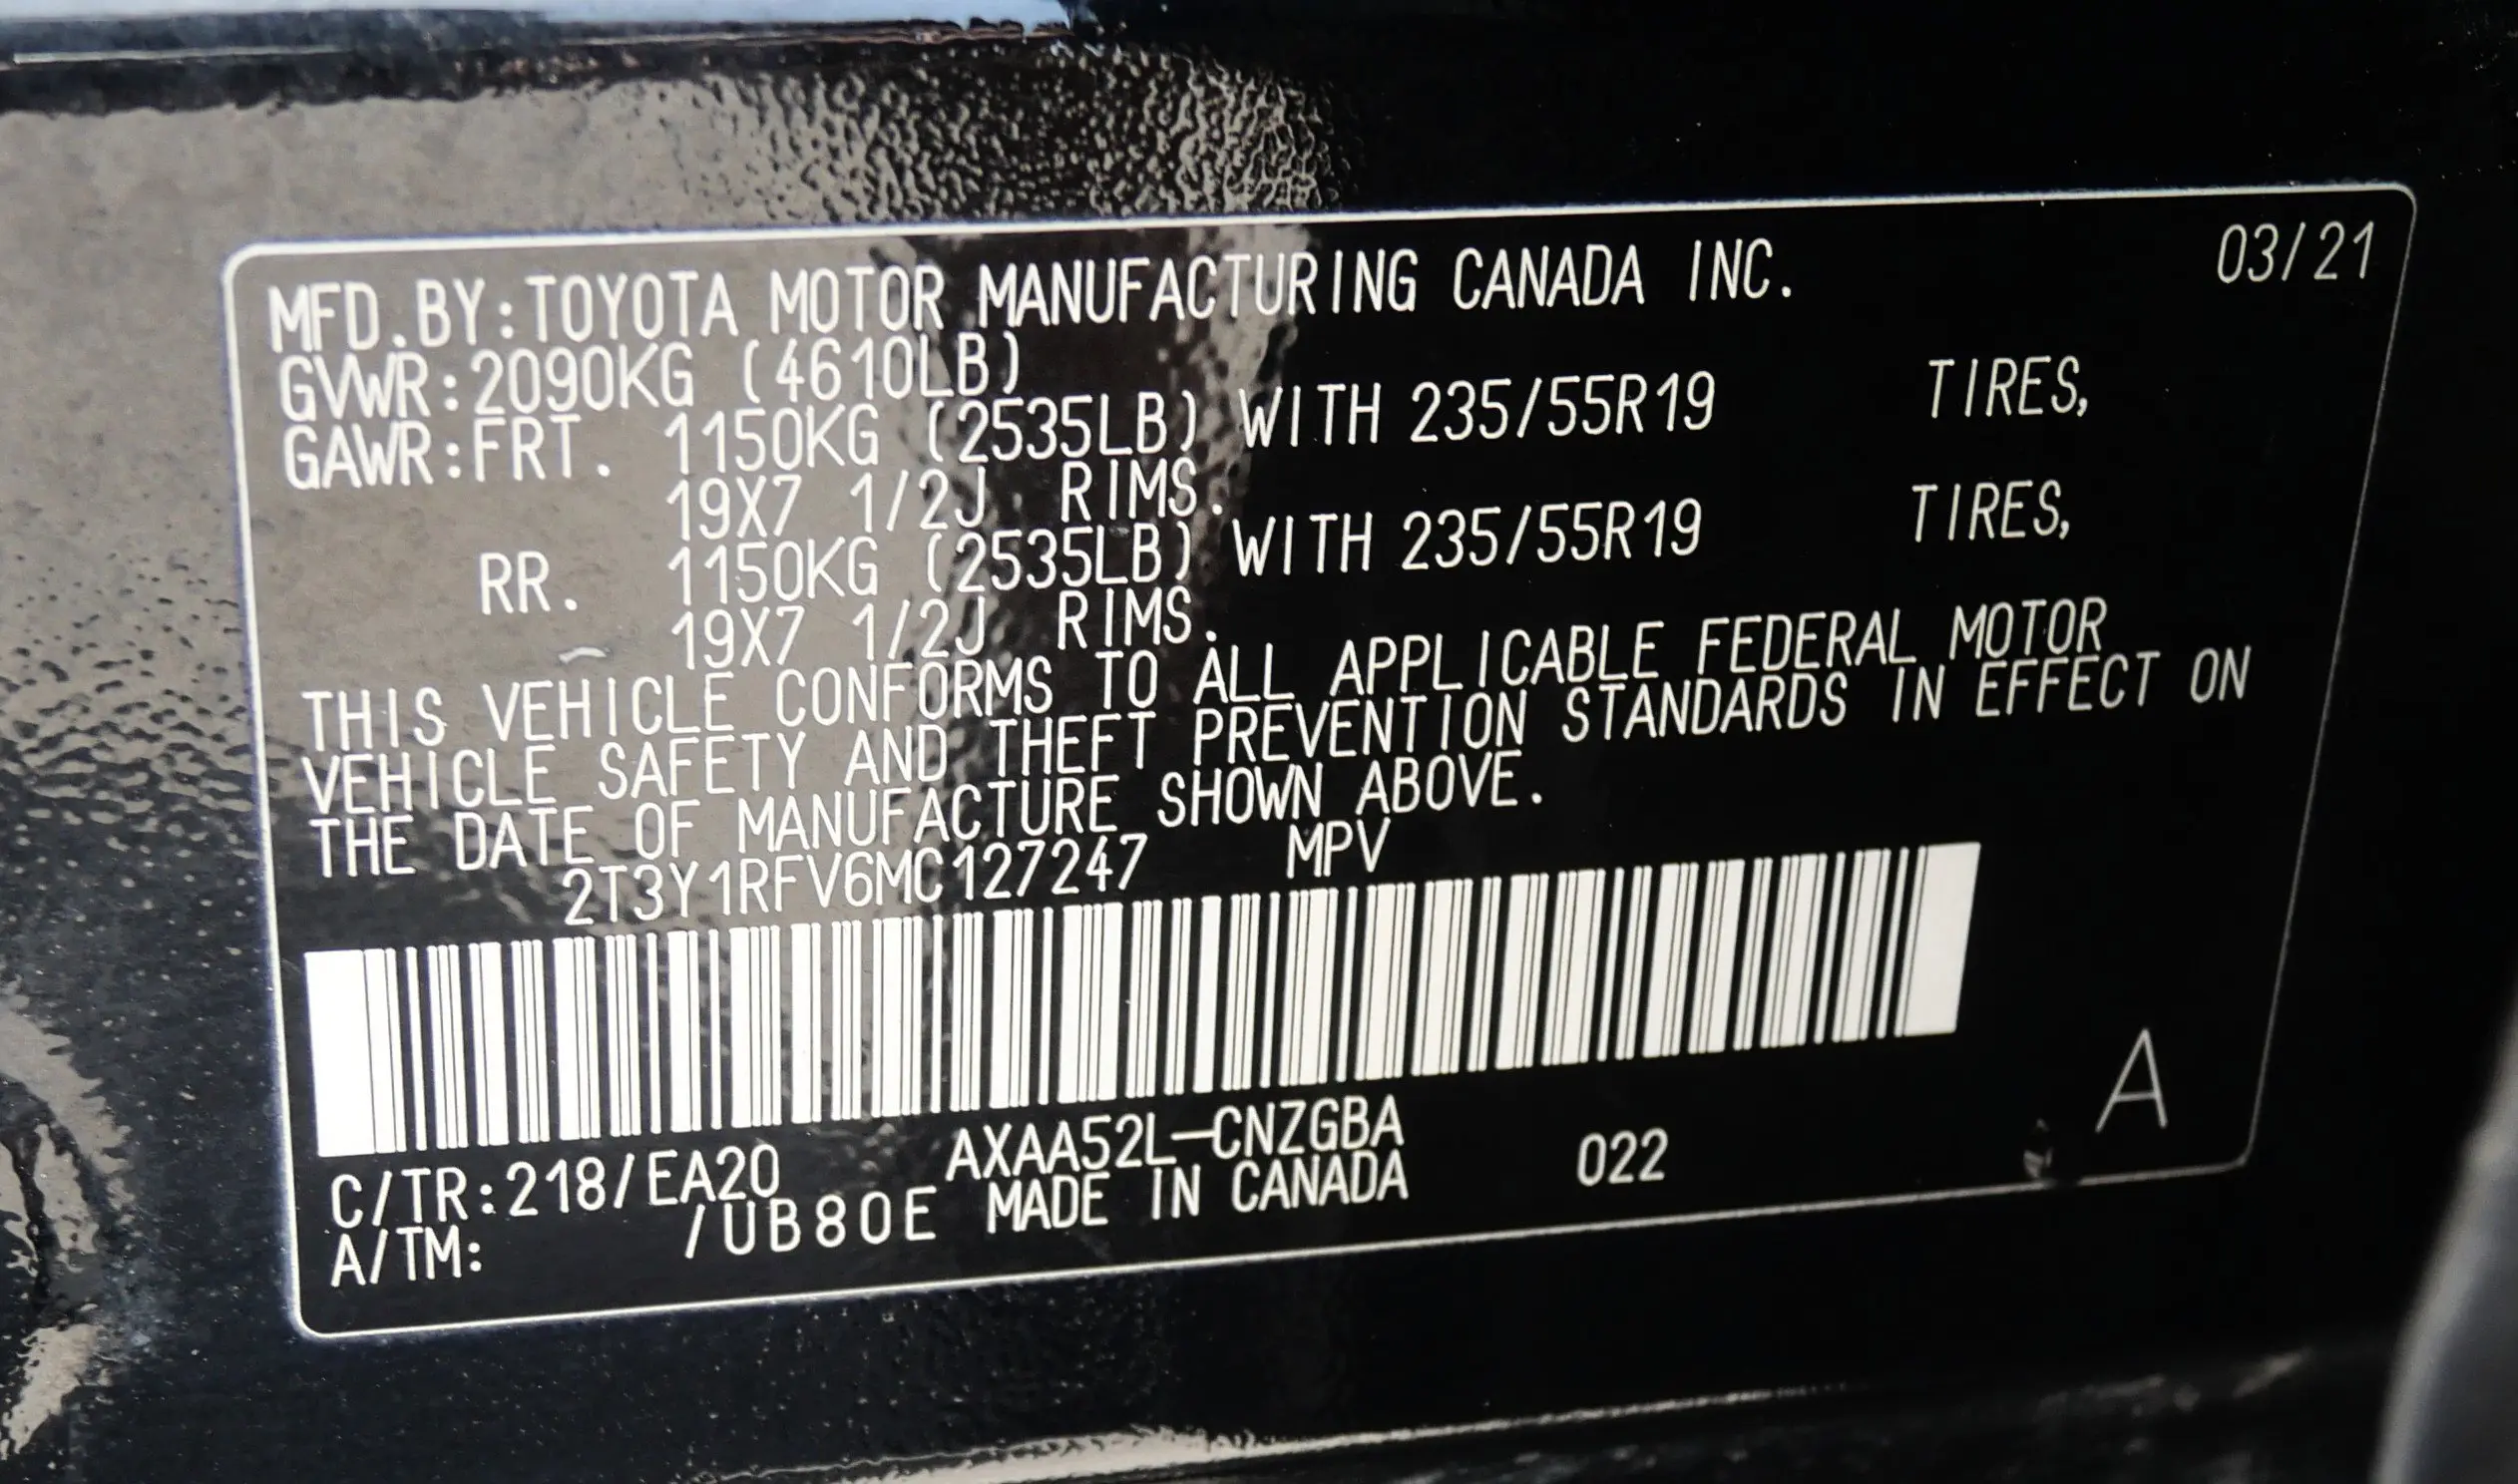 03/21
MFD.BY:TOYOTA MOTOR MANUFACTURING CANADA INC.
GVWR:2090KG (4610LB)
GAWR:FRT. 1150KG (2535LB) WITH 235/55R19 TIRES,
19X7 1/2J RIMS.
RR. 1150KG (2535LB) WITH 235/55R19 TIRES,
19X7 1/2J RIMS.
THIS VEHICLE CONFORMS TO ALL APPLICABLE FEDERAL MOTOR
VEHICLE SAFETY AND THEFT PREVENTION STANDARDS IN EFFECT ON
THE DATE OF MANUFACTURE SHOWN ABOVE.
2T3Y1RFV6MC127247 MPV
C/TR:218/EA20 AXAA52L-CNZGBA 022 A
A/TM: /UB80E MADE IN CANADA